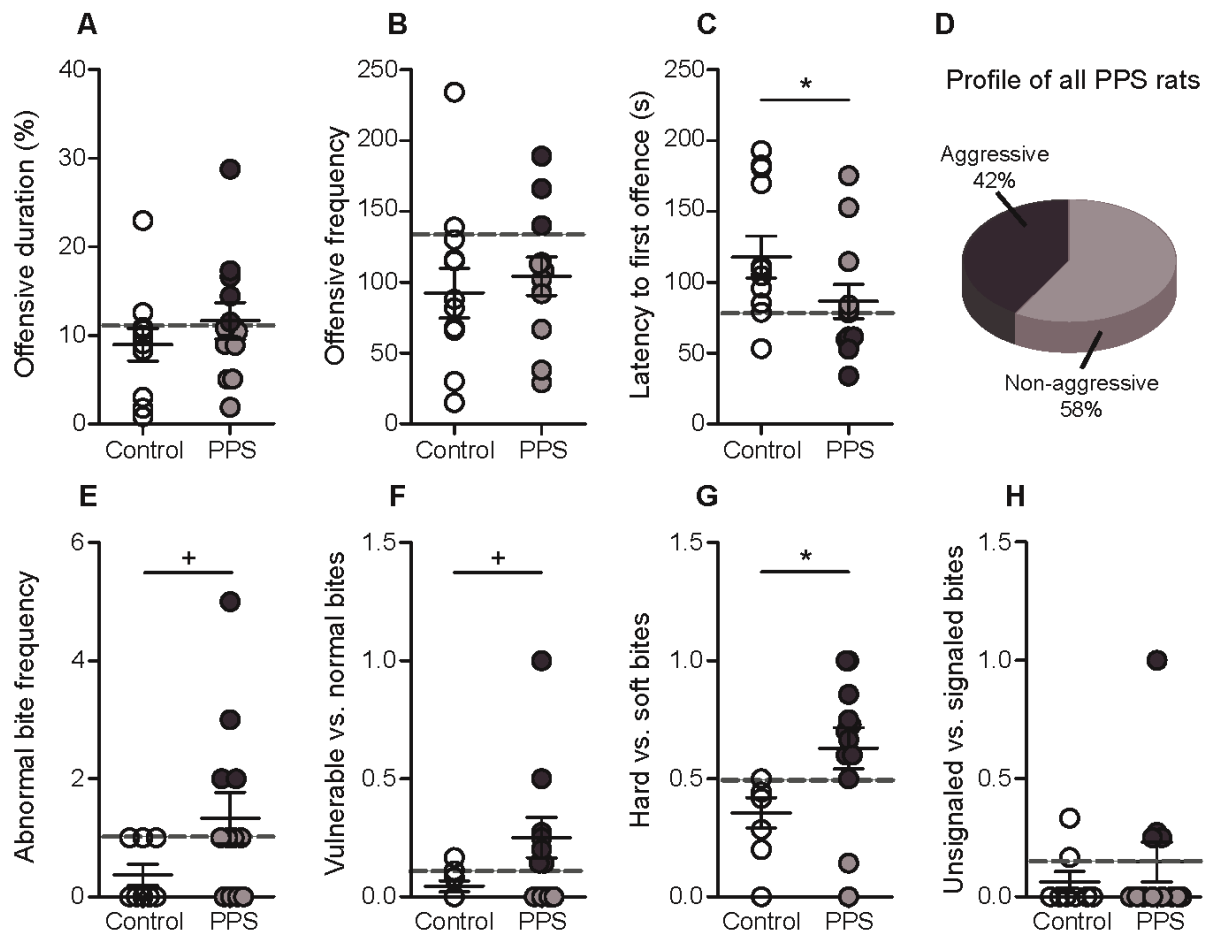 A
Offensive duration (%)
40
30
20
10
0
Control PPS
B
Offensive frequency
250
200
150
100
50
0
Control PPS
C
Latency to first offence (s)
250
200
150
100
50
0
*
Control PPS
D
Profile of all PPS rats
Aggressive
42%
Non-aggressive
58%
E
Abnormal bite frequency
6
4
2
0
+
Control PPS
F
Vulnerable vs. normal bites
1.5
1.0
0.5
0.0
+
Control PPS
G
Hard vs. soft bites
1.5
1.0
0.5
0.0
*
Control PPS
H
Unsignaled vs. signaled bites
1.5
1.0
0.5
0.0
Control PPS